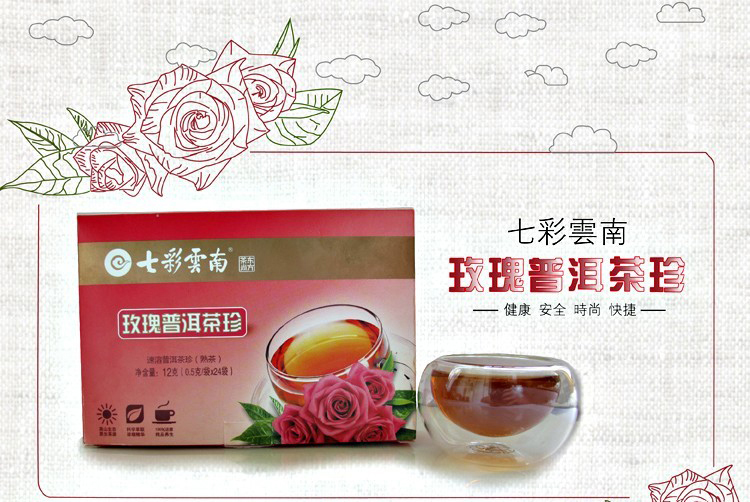 七彩雲南®
玫瑰普洱茶珍
速溶普洱茶珍（熟茶）
净含量：12克（0.5克/袋x24袋）
七彩雲南
玫瑰普洱茶珍
健康 安全 時尚 快捷